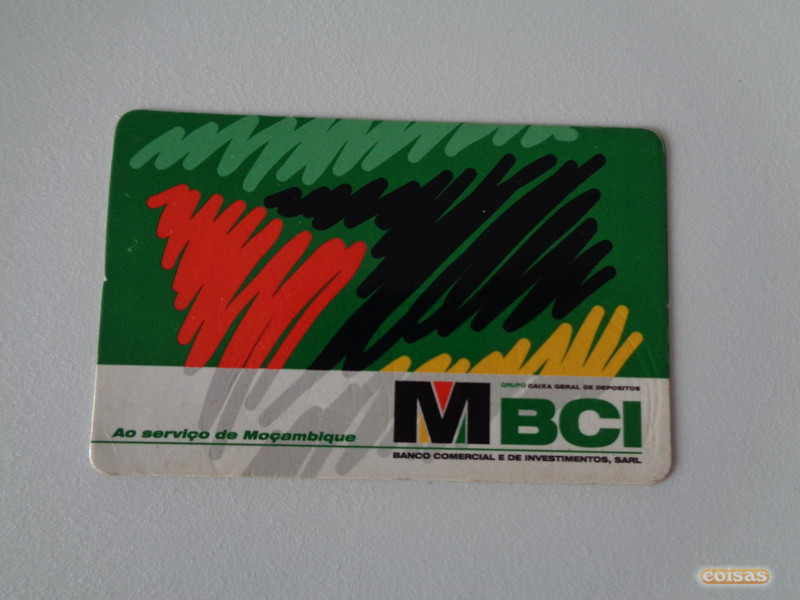 GRUPO CAIXA GERAL DE DEPOSITOS
M BCI
Ao serviço de Moçambique
BANCO COMERCIAL E DE INVESTIMENTOS, SARL
coisas